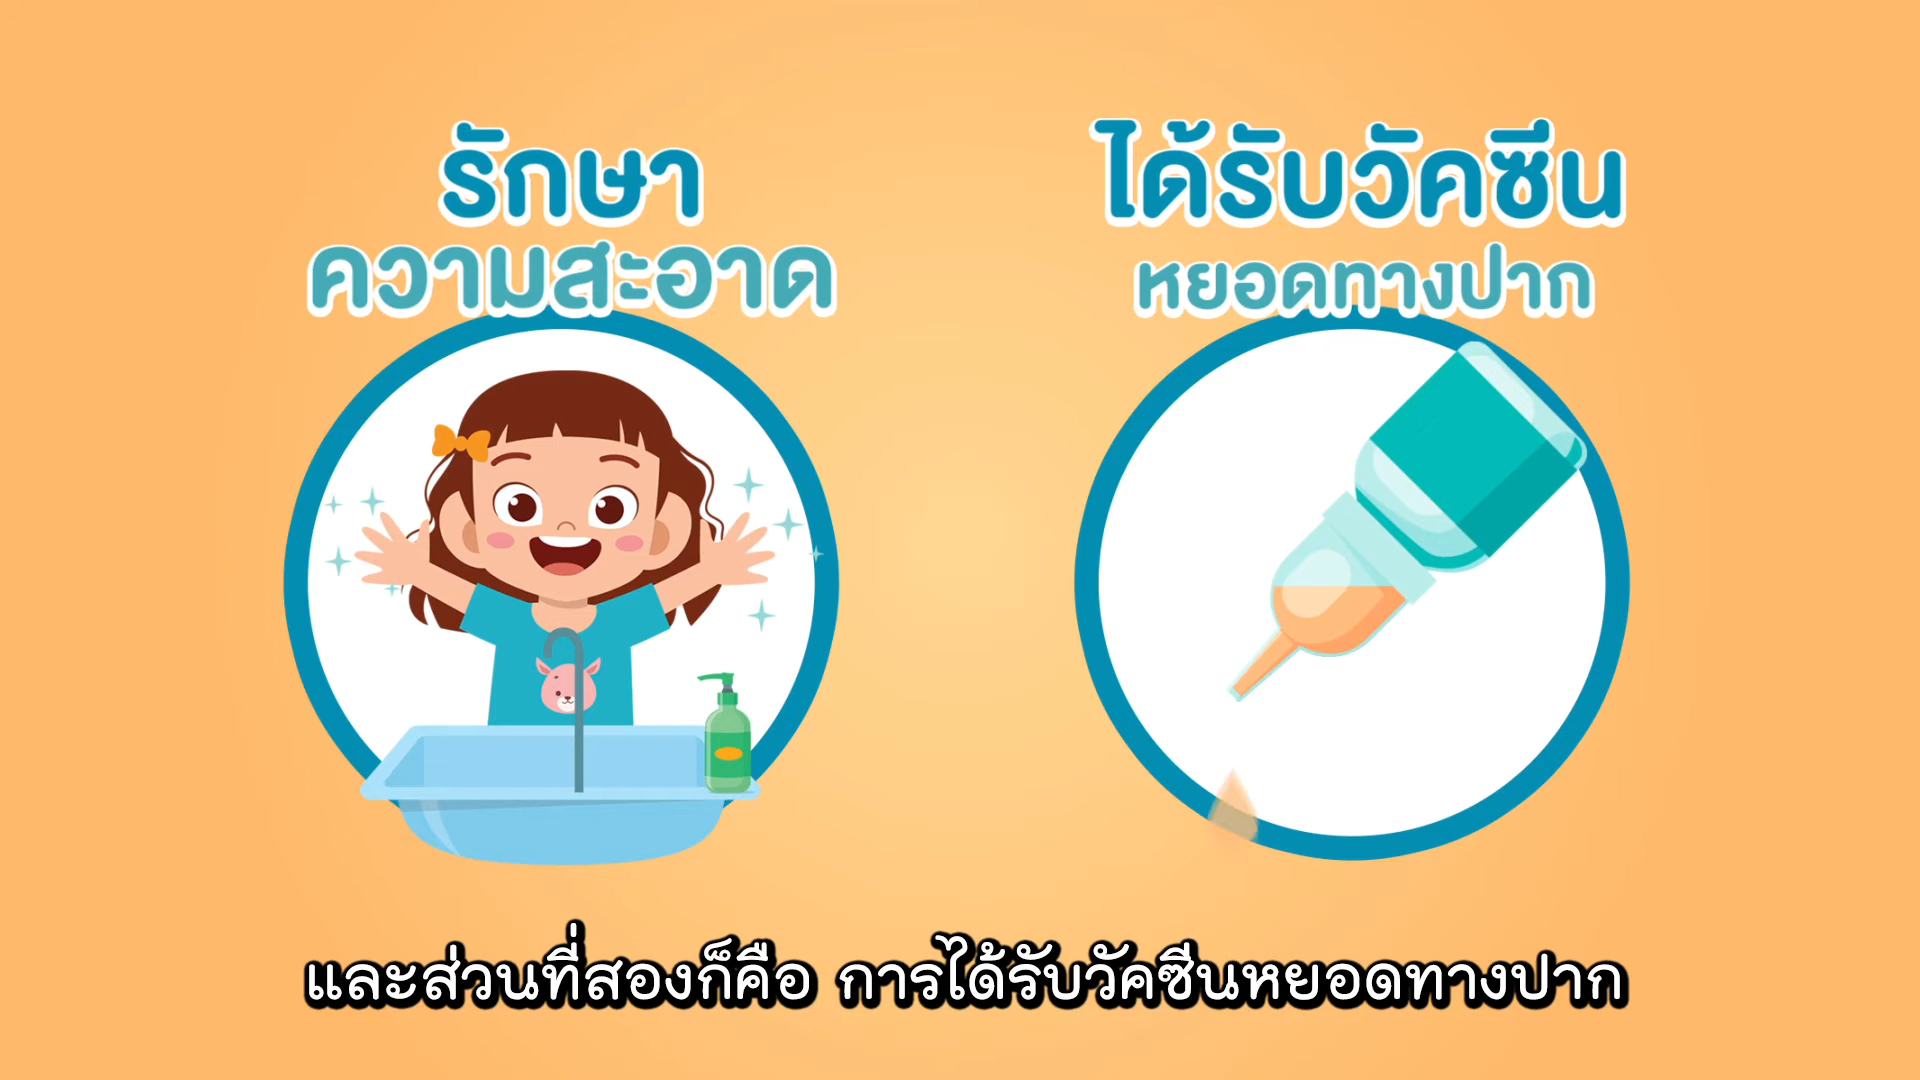 รักษา
ความสะอาด
ได้รับวัคซีน
หยอดทางปาก
และส่วนที่สองก็คือ การได้รับวัคซีนหยอดทางปาก